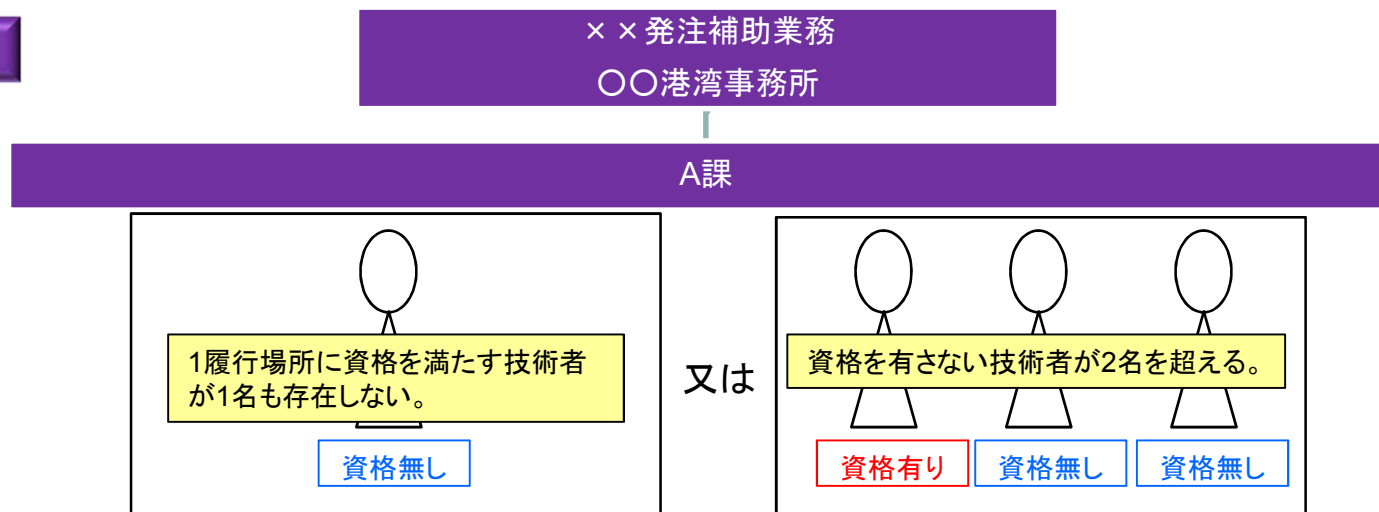 ××発注補助業務
〇〇港湾事務所
A課
1履行場所に資格を満たす技術者
が1名も存在しない。
又は
資格を有さない技術者が2名を超える。
資格無し
資格有り
資格無し
資格無し